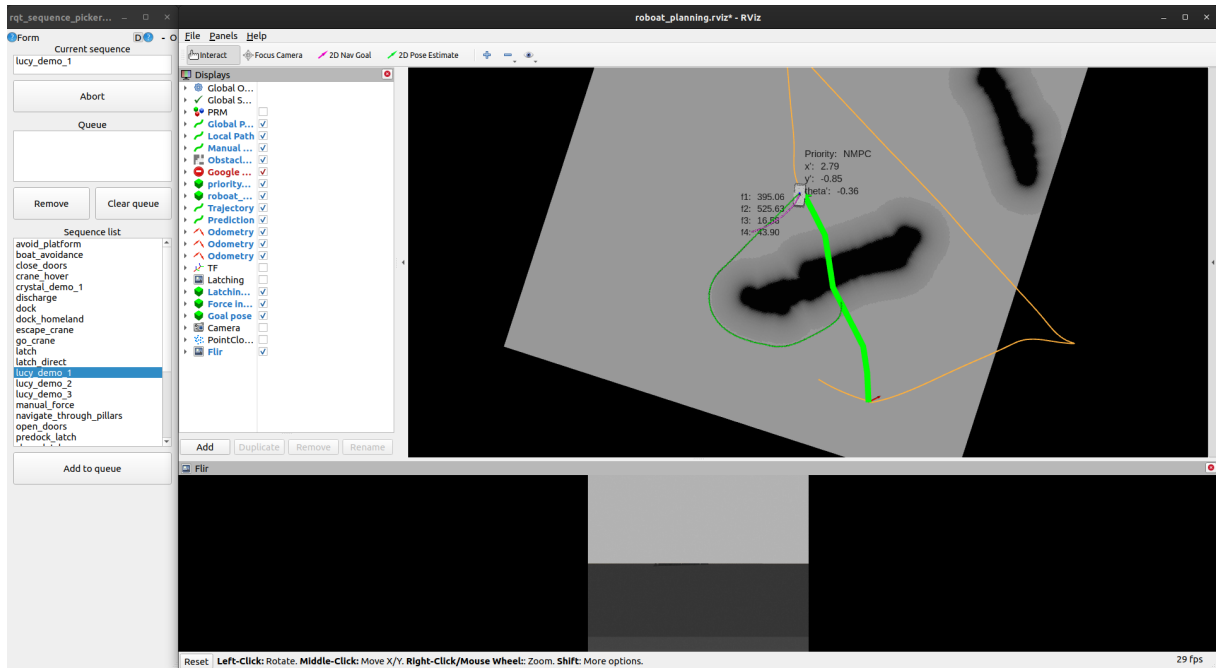 rqt_sequence_picker...
roboat_planning.rviz* - RViz
Form
D
- O
Current sequence
lucy_demo_1
Abort
Queue
Remove
Clear queue
Sequence list
avoid_platform
boat_avoidance
close_doors
crane_hover
crystal_demo_1
discharge
dock
dock_homeland
escape_crane
go_crane
latch
latch_direct
lucy_demo_1
lucy_demo_2
lucy_demo_3
manual_force
navigate_through_pillars
open_doors
predock_latch
Add to queue
File Panels Help
Interact
Focus Camera
2D Nav Goal
2D Pose Estimate
Displays
Global O...
Global S...
PRM
Global P...
Local Path
Manual ...
Obstacl...
Google ...
priority...
roboat_...
Trajectory
Prediction
Odometry
Odometry
Odometry
TF
Latching
Latchin...
Force in...
Goal pose
Camera
PointClo...
Flir
Add
Duplicate
Remove
Rename
Priority: NMPC
x': 2.79
y': -0.85
theta': -0.36
f1: 395.06
f2: 525.63
f3: 16.58
f4: 43.90
Flir
Reset
Left-Click: Rotate. Middle-Click: Move X/Y. Right-Click/Mouse Wheel:: Zoom. Shift: More options.
29 fps